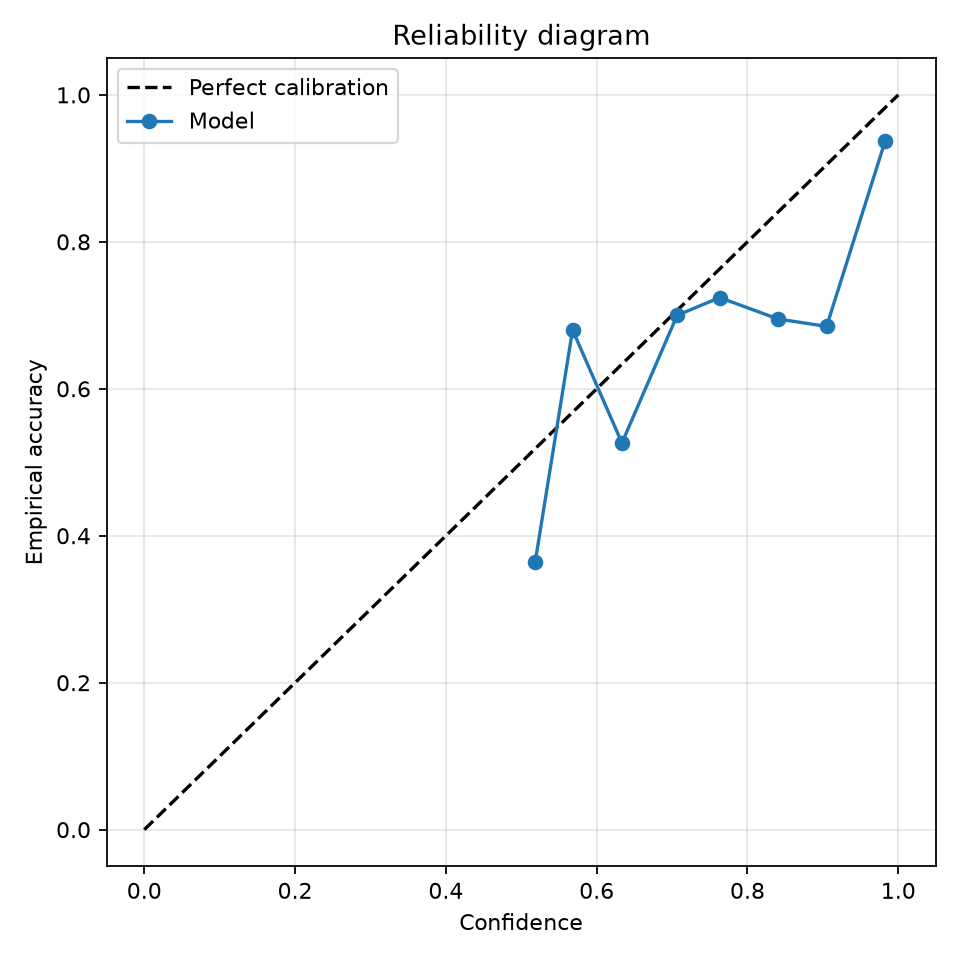 Reliability diagram
Perfect calibration
Model
1.0
0.8
0.6
0.4
0.2
0.0
Empirical accuracy
0.0 0.2 0.4 0.6 0.8 1.0
Confidence